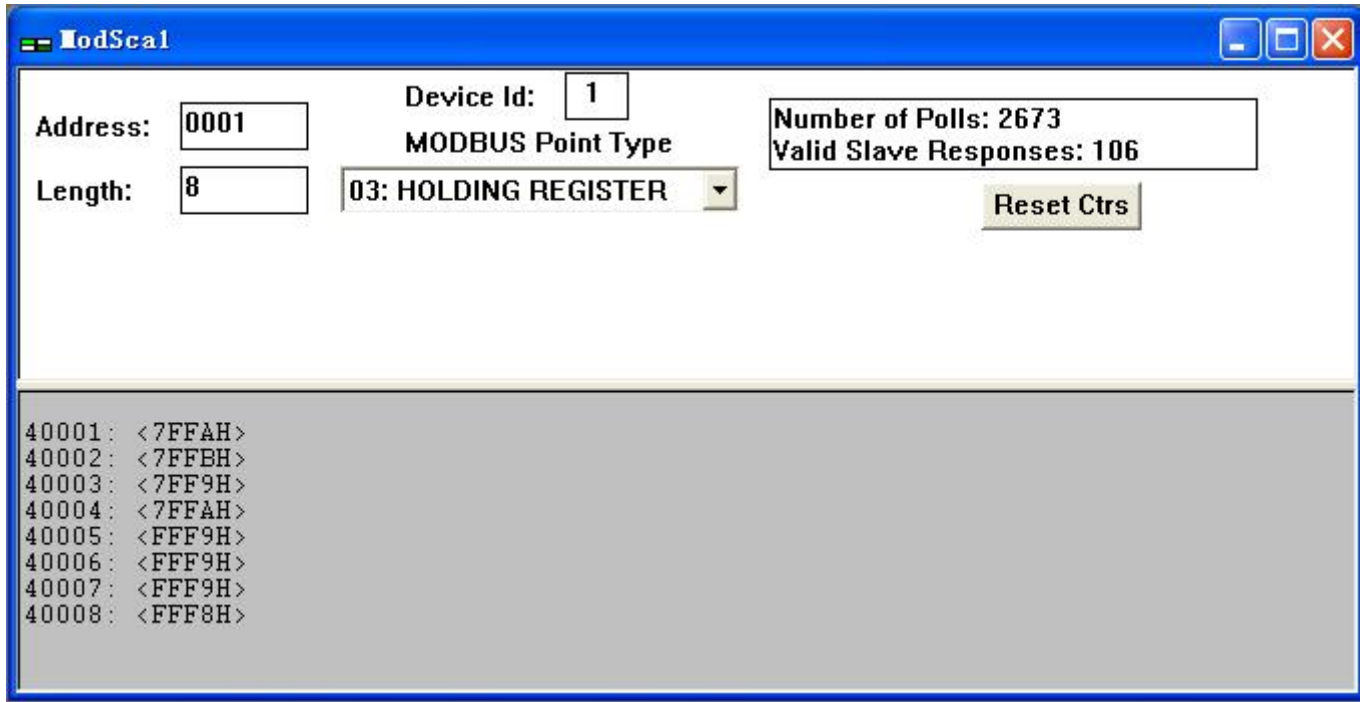 ModSca1
Address: 0001
Device Id: 1
MODBUS Point Type
Length: 8
03: HOLDING REGISTER
Number of Polls: 2673
Valid Slave Responses: 106
Reset Ctrs
40001: <7FFAH>
40002: <7FFBH>
40003: <7FF9H>
40004: <7FFAH>
40005: <FFF9H>
40006: <FFF9H>
40007: <FFF9H>
40008: <FFF8H>